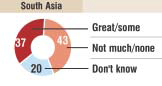 South Asia
Great/some
37
43
Not much/none
20
Don't know